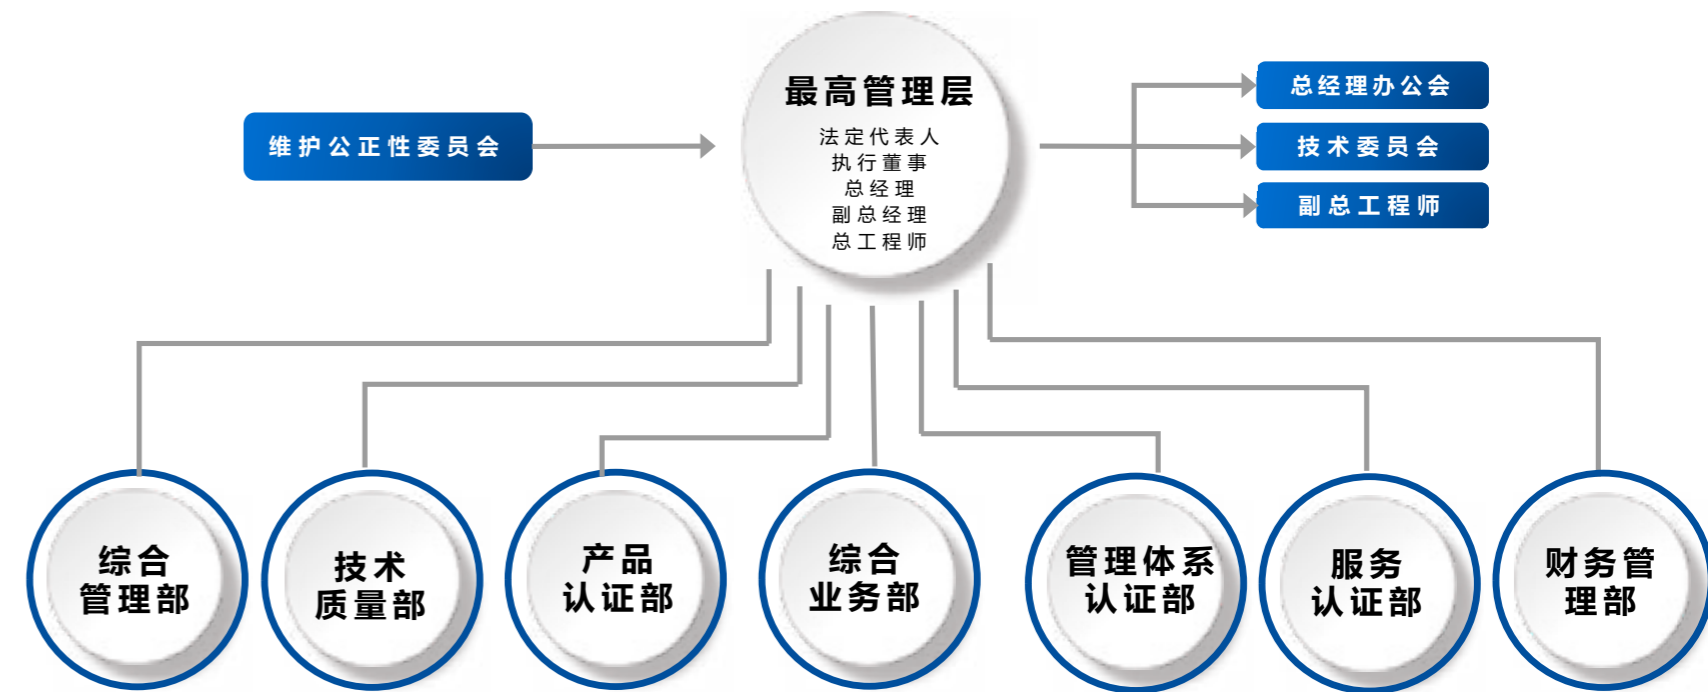 最高管理层
法定代表人
执行董事
总经理
副总经理
总工程师
维护公正性委员会
总经理办公会
技术委员会
副总工程师
综合
管理部
技术
质量部
产品
认证部
综合
业务部
管理体系
认证部
服务
认证部
财务管
理部